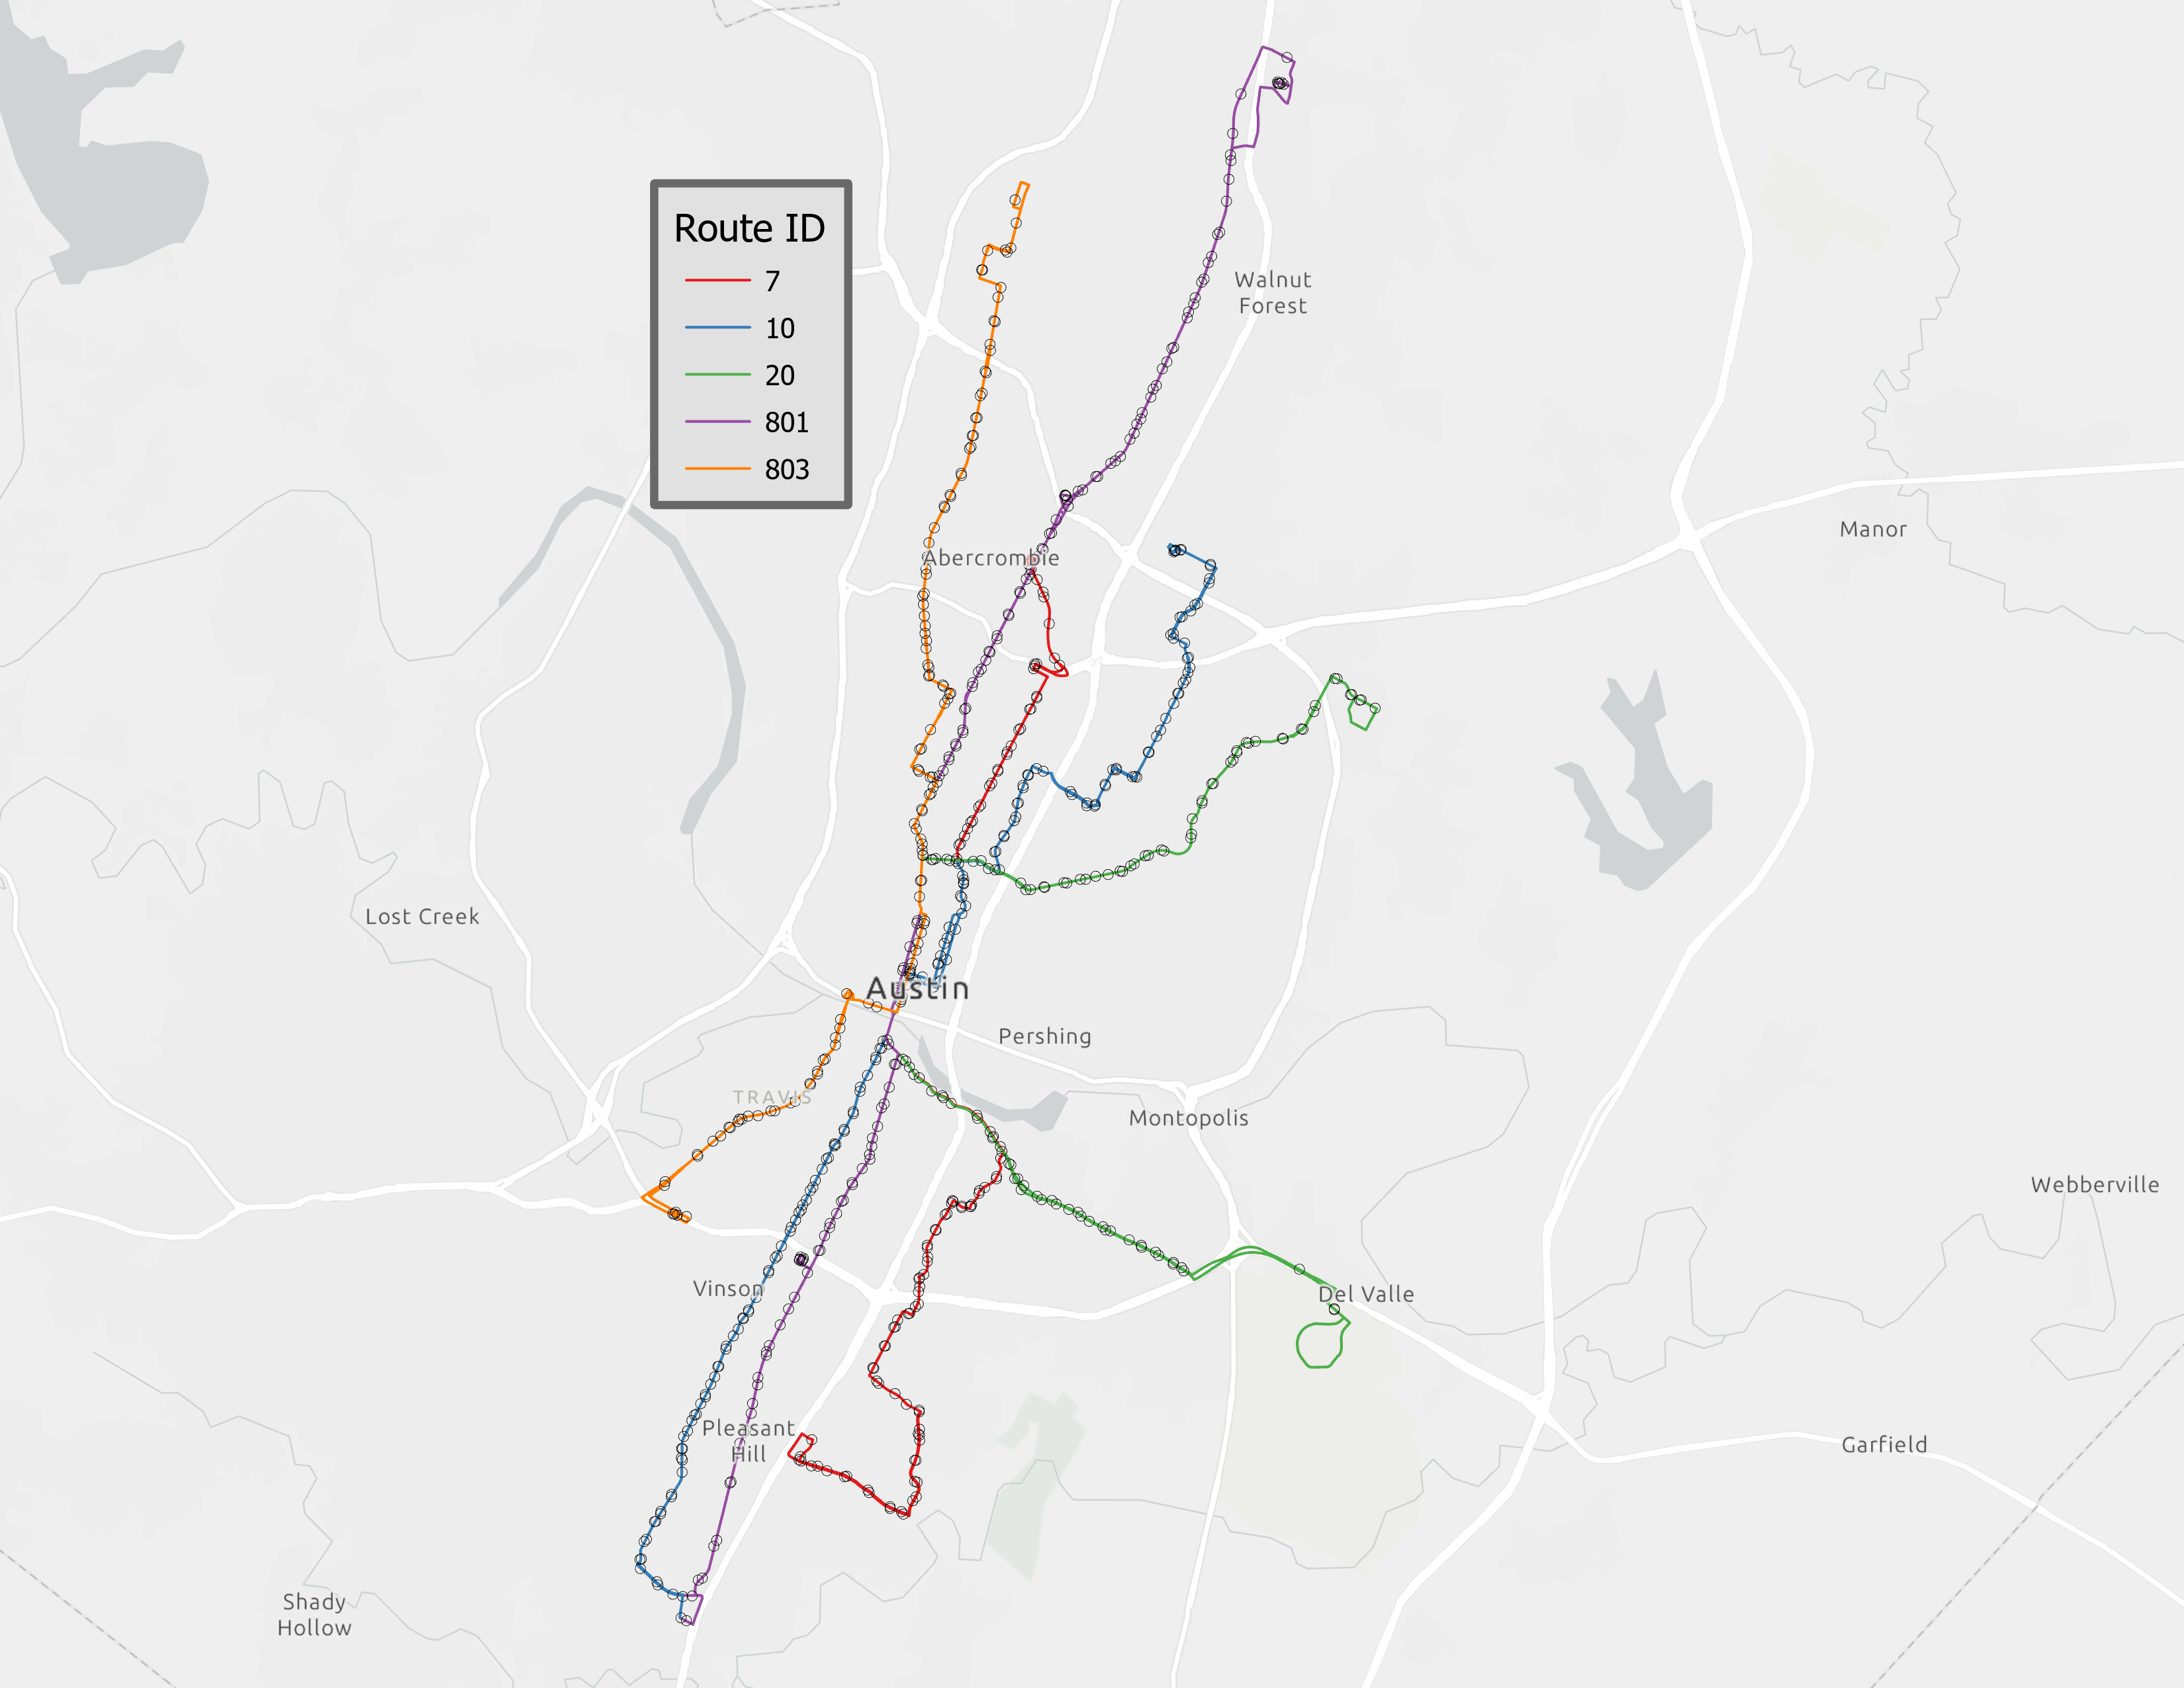 Route ID
7
10
20
801
803
Walnut
Forest
Manor
Abercrombie
Lost Creek
Austin
Pershing
TRAVIS
Montopolis
Webberville
Vinson
Del Valle
Pleasant
Hill
Garfield
Shady
Hollow